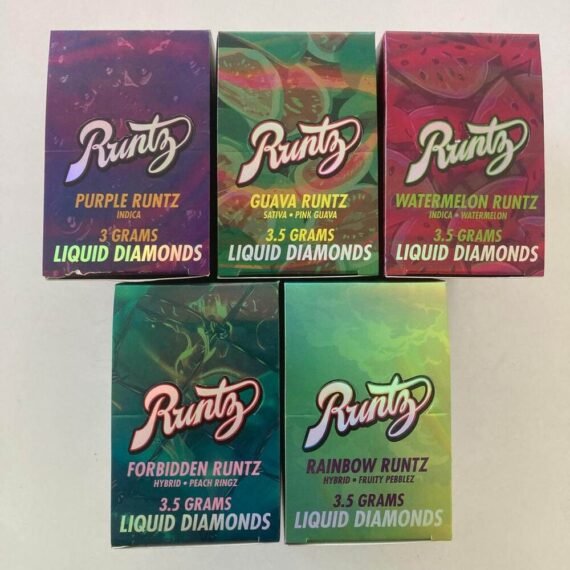 Runtz
PURPLE RUNTZ
INDICA
3 GRAMS
LIQUID DIAMONDS
Runtz
GUAVA RUNTZ
SATIVA • PINK GUAVA
3.5 GRAMS
LIQUID DIAMONDS
Runtz
WATERMELON RUNTZ
INDICA • WATERMELON
3.5 GRAMS
LIQUID DIAMONDS
Runtz
FORBIDDEN RUNTZ
HYBRID • PEACH RINGZ
3.5 GRAMS
LIQUID DIAMONDS
Runtz
RAINBOW RUNTZ
HYBRID • FRUITY PEBBLEZ
3.5 GRAMS
LIQUID DIAMONDS